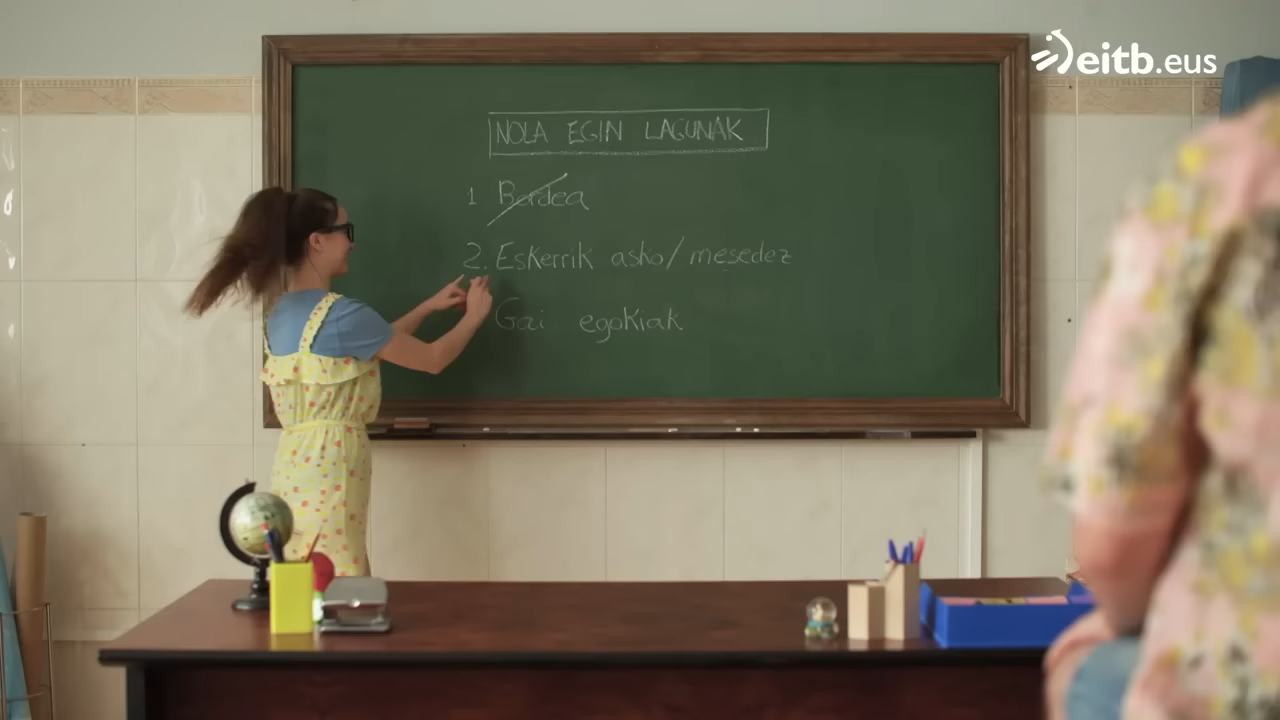 eitb.eus
NOLA EGIN LAGUNAK
1 Berdea
2. Eskerrik asko/mesedez
Gai egokiak